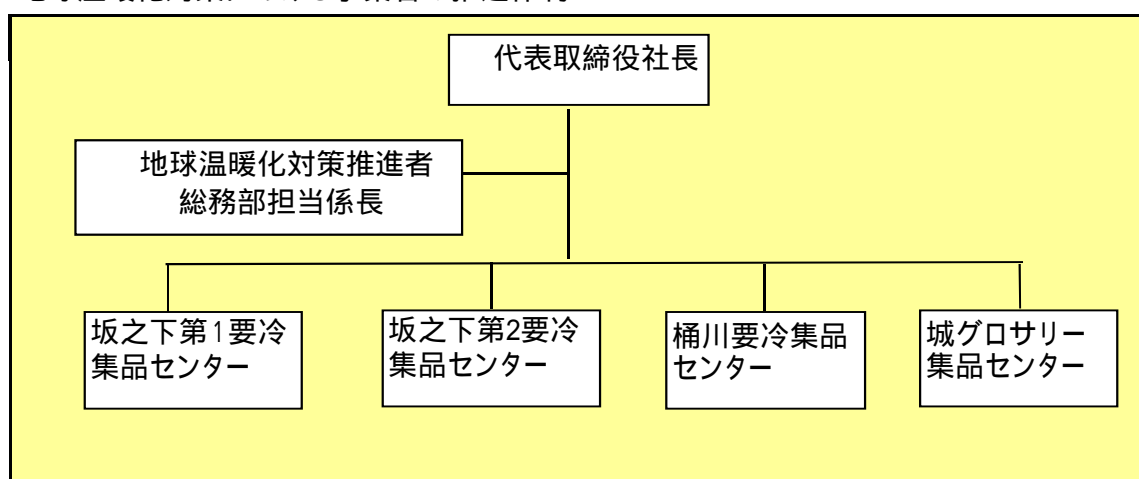 代表取締役社長
地球温暖化対策推進者
総務部担当係長
坂之下第1要冷
集品センター
坂之下第2要冷
集品センター
桶川要冷集品
センター
城グロサリー
集品センター